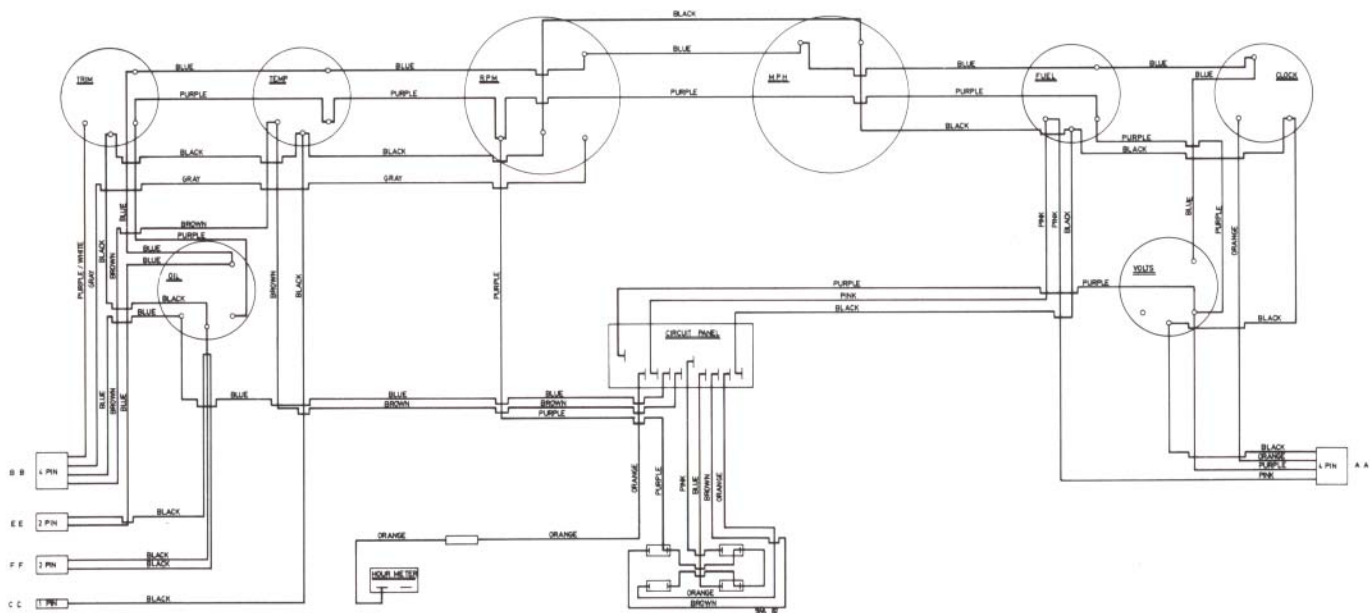 BLACK
BLUE
BLUE
BLUE
BLUE
BLUE
TRIM
TEMP
R.P.M.
M.P.H
FUEL
CLOCK
BLUE
PURPLE
PURPLE
PURPLE
PURPLE
BLACK
PURPLE
BLACK
BLACK
BLACK
GRAY
GRAY
BROWN
BLUE
PURPLE
PURPLE / WHITE
GRAY
BLACK
BROWN
BLUE
BLUE
OIL
BROWN
BLACK
PURPLE
PINK
PINK
BLACK
BLUE
PURPLE
ORANGE
VOLTS
BLACK
BLUE
PURPLE
PURPLE
PINK
BLACK
CIRCUIT PANEL
BLUE
BROWN
BLUE
BLUE
BLUE
BLUE
BROWN
BROWN
PURPLE
BLACK
ORANGE
PURPLE
PINK
B B
4 PIN
4 PIN
A A
ORANGE
PURPLE
PINK
BLUE
BROWN
ORANGE
E E
2 PIN
BLACK
ORANGE
ORANGE
F F
2 PIN
BLACK
BLACK
HOUR METER
ORANGE
BROWN
C C
1 PIN
BLACK